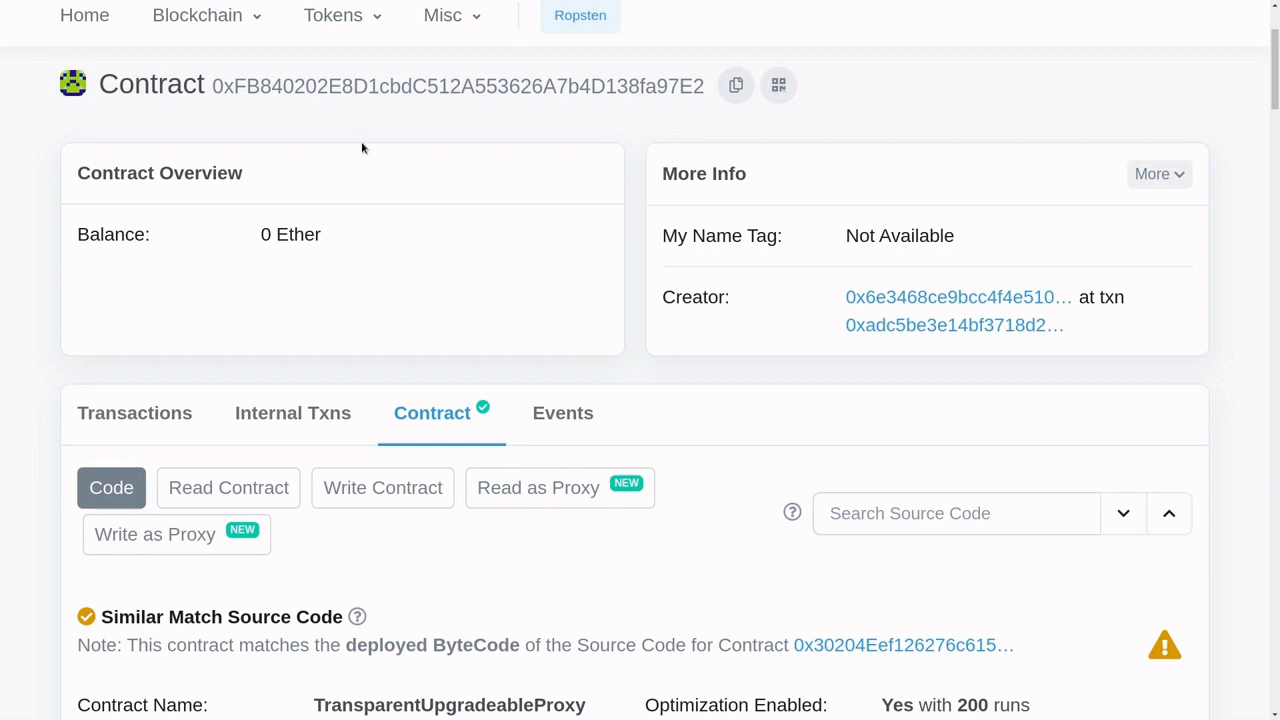 Home Blockchain Tokens Misc Ropsten
Contract 0xFB840202E8D1cbdC512A553626A7b4D138fa97E2
Contract Overview
Balance: 0 Ether
More Info
More
My Name Tag: Not Available
Creator: 0x6e3468ce9bcc4f4e510... at txn
0xadc5be3e14bf3718d2...
Transactions Internal Txns Contract Events
Code Read Contract Write Contract Read as Proxy NEW
Write as Proxy NEW
Search Source Code
Similar Match Source Code
Note: This contract matches the deployed ByteCode of the Source Code for Contract 0x30204Eef126276c615...
Contract Name: TransparentUpgradeableProxy Optimization Enabled: Yes with 200 runs